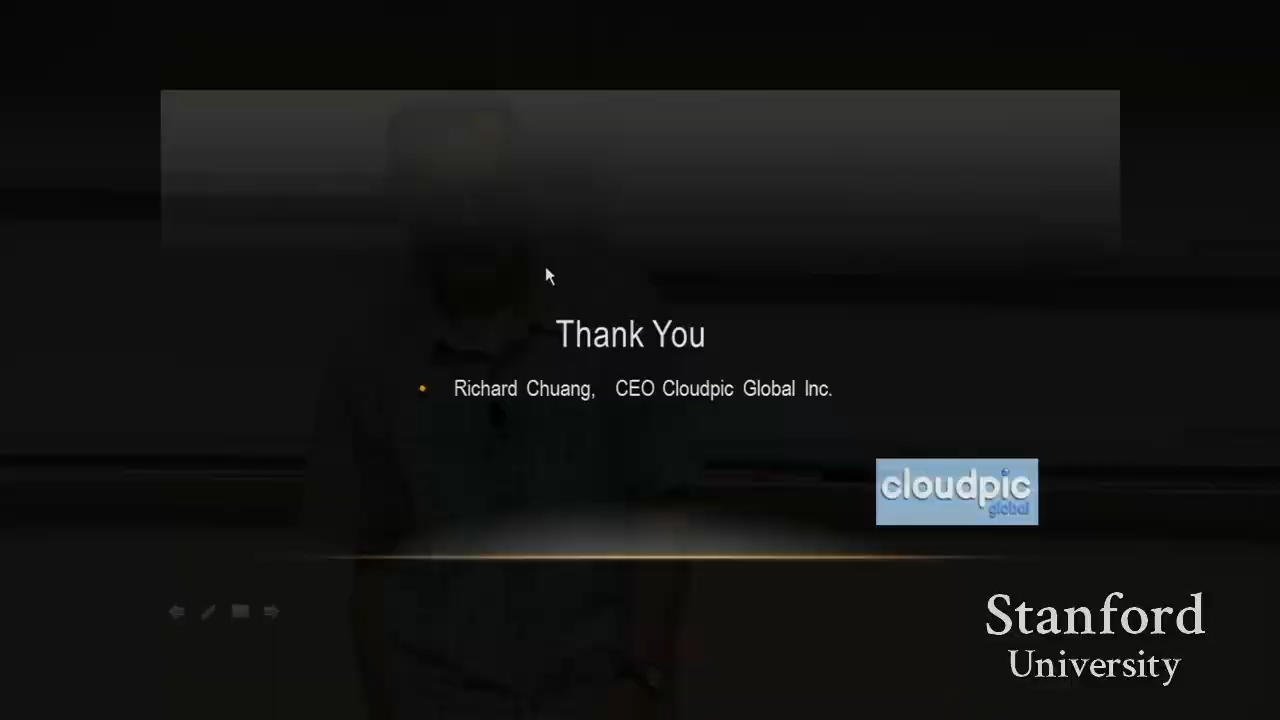 Thank You
• Richard Chuang, CEO Cloudpic Global Inc.
cloudpic
global
Stanford
University